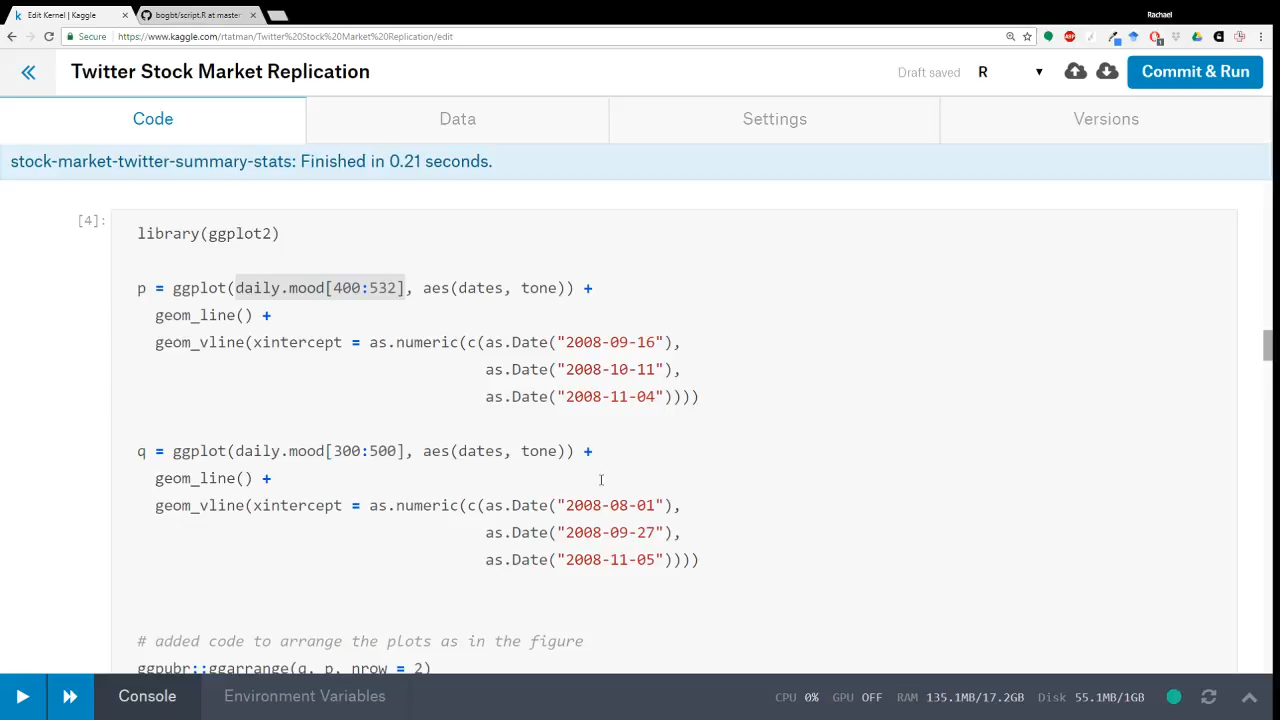 Edit Kernel | Kaggle
bogbt/script.R at master
Rachael
Secure https://www.kaggle.com/rtatman/Twitter%20Stock%20Market%20Replication/edit
Twitter Stock Market Replication
Draft saved
R
Commit & Run
Code
Data
Settings
Versions
stock-market-twitter-summary-stats: Finished in 0.21 seconds.
[4]:
library(ggplot2)
p = ggplot(daily.mood[400:532], aes(dates, tone)) +
geom_line() +
geom_vline(xintercept = as.numeric(c(as.Date("2008-09-16"),
as.Date("2008-10-11"),
as.Date("2008-11-04"))))
q = ggplot(daily.mood[300:500], aes(dates, tone)) +
geom_line() +
geom_vline(xintercept = as.numeric(c(as.Date("2008-08-01"),
as.Date("2008-09-27"),
as.Date("2008-11-05"))))
# added code to arrange the plots as in the figure
ggpubr::ggarrange(q, p, nrow = 2)
Console
Environment Variables
CPU 0% GPU OFF RAM 135.1MB/17.2GB Disk 55.1MB/1GB